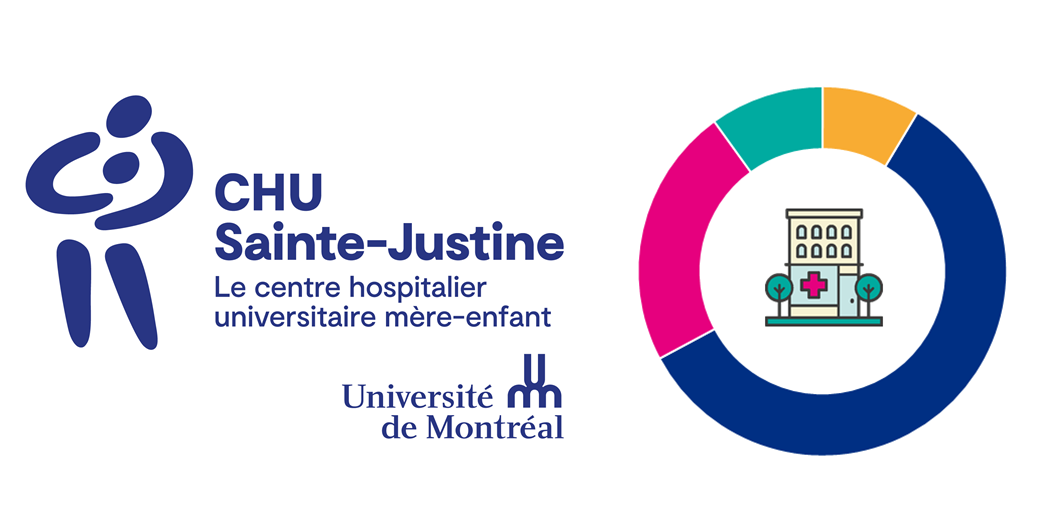 CHU
Sainte-Justine
Le centre hospitalier
universitaire mère-enfant
Université
de Montréal